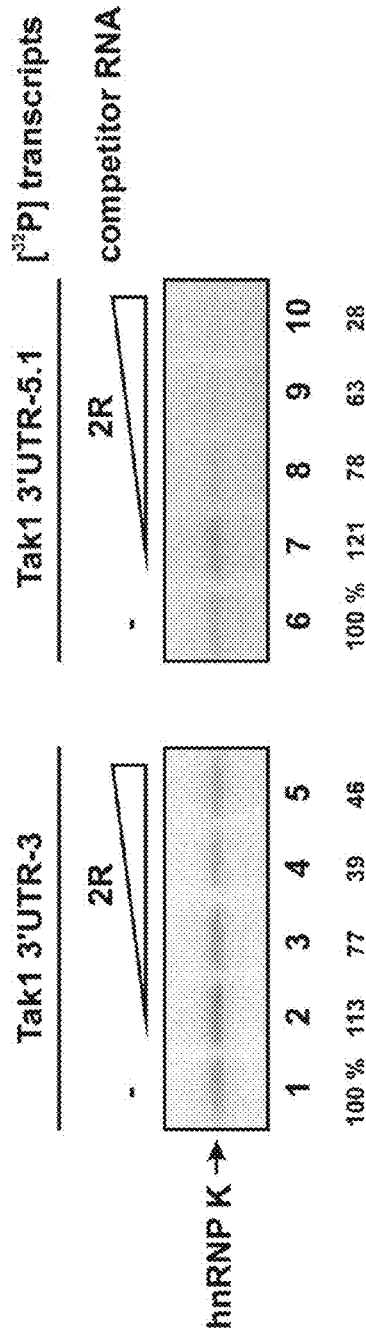 Tak1 3'UTR-3 Tak1 3'UTR-5.1 [³²P] transcripts
- 2R - 2R competitor RNA
hnRNP K →
1 2 3 4 5 6 7 8 9 10
100 % 113 77 39 46 100 % 121 78 63 28